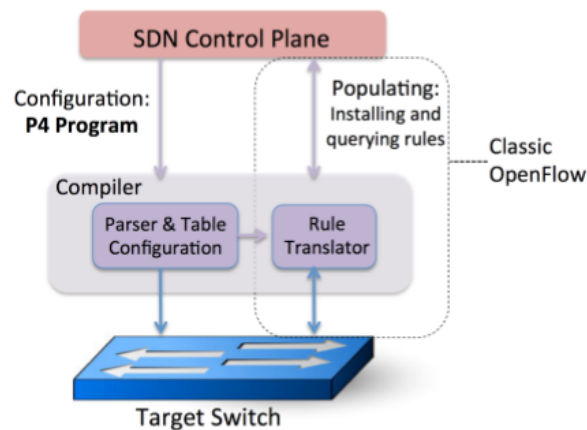 SDN Control Plane
Configuration:
P4 Program
Populating:
Installing and
querying rules
Classic
OpenFlow
Compiler
Parser & Table
Configuration
Rule
Translator
Target Switch